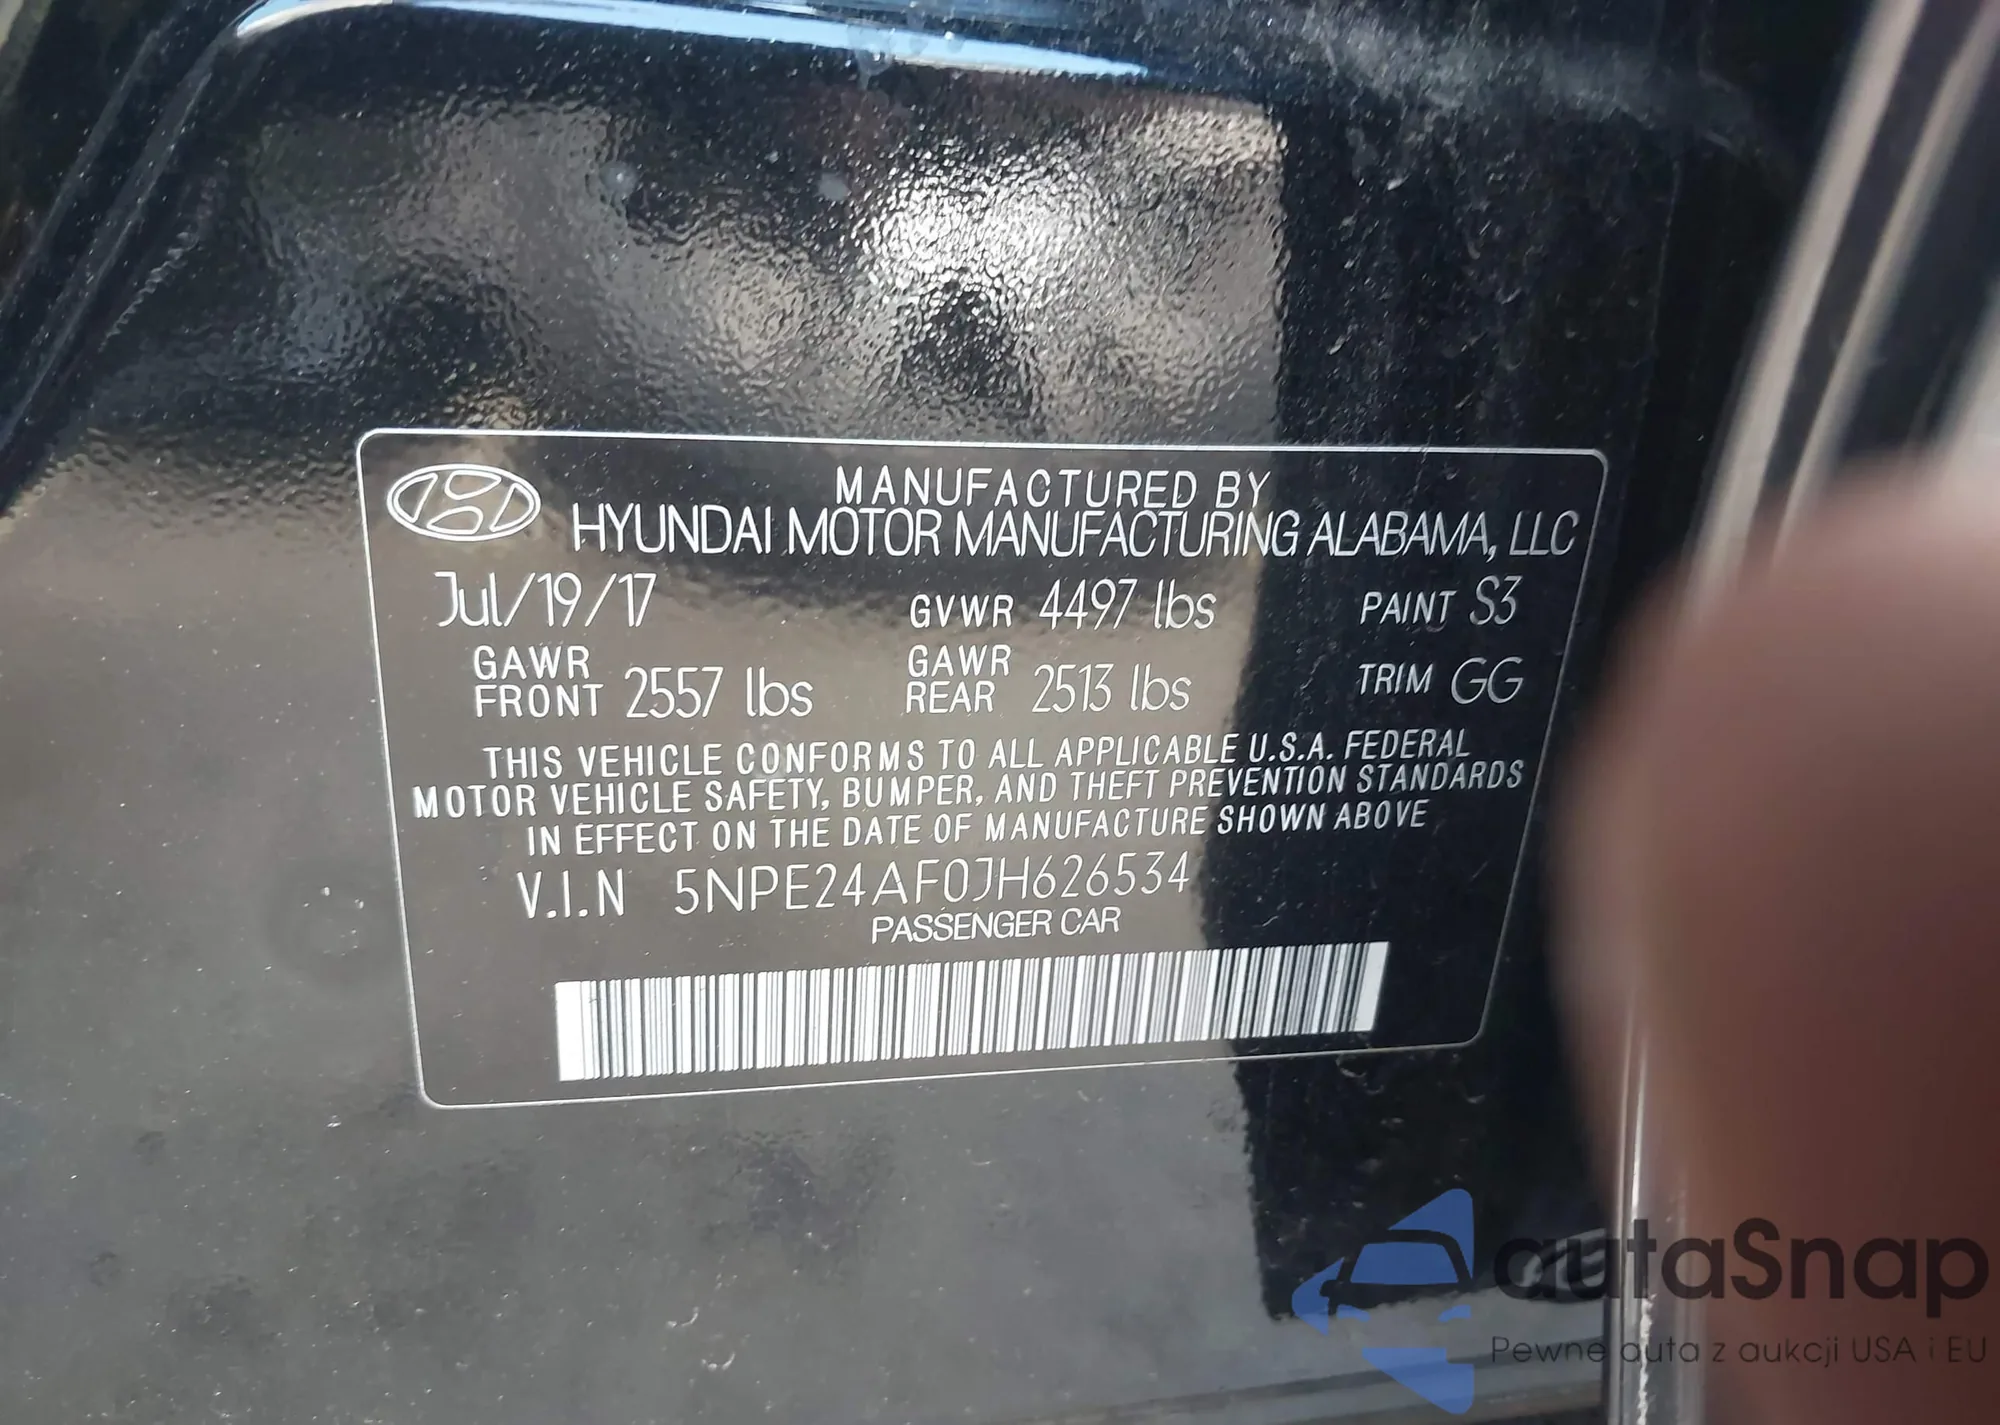 MANUFACTURED BY
HYUNDAI MOTOR MANUFACTURING ALABAMA, LLC
Jul/19/17 GVWR 4497 lbs PAINT S3
GAWR FRONT 2557 lbs GAWR REAR 2513 lbs TRIM GG
THIS VEHICLE CONFORMS TO ALL APPLICABLE U.S.A. FEDERAL
MOTOR VEHICLE SAFETY, BUMPER, AND THEFT PREVENTION STANDARDS
IN EFFECT ON THE DATE OF MANUFACTURE SHOWN ABOVE
V.I.N 5NPE24AF0JH626534
PASSENGER CAR
autaSnap
Pewne auta z aukcji USA i EU